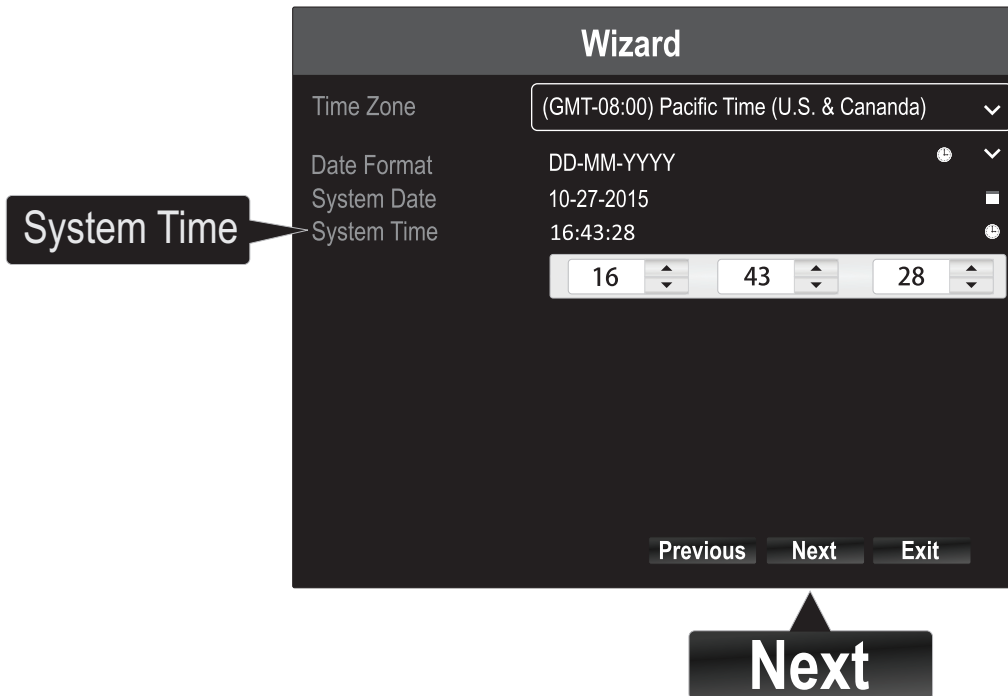 Wizard
Time Zone (GMT-08:00) Pacific Time (U.S. & Cananda)
Date Format DD-MM-YYYY
System Date 10-27-2015
System Time System Time 16:43:28
16 43 28
Previous Next Exit
Next